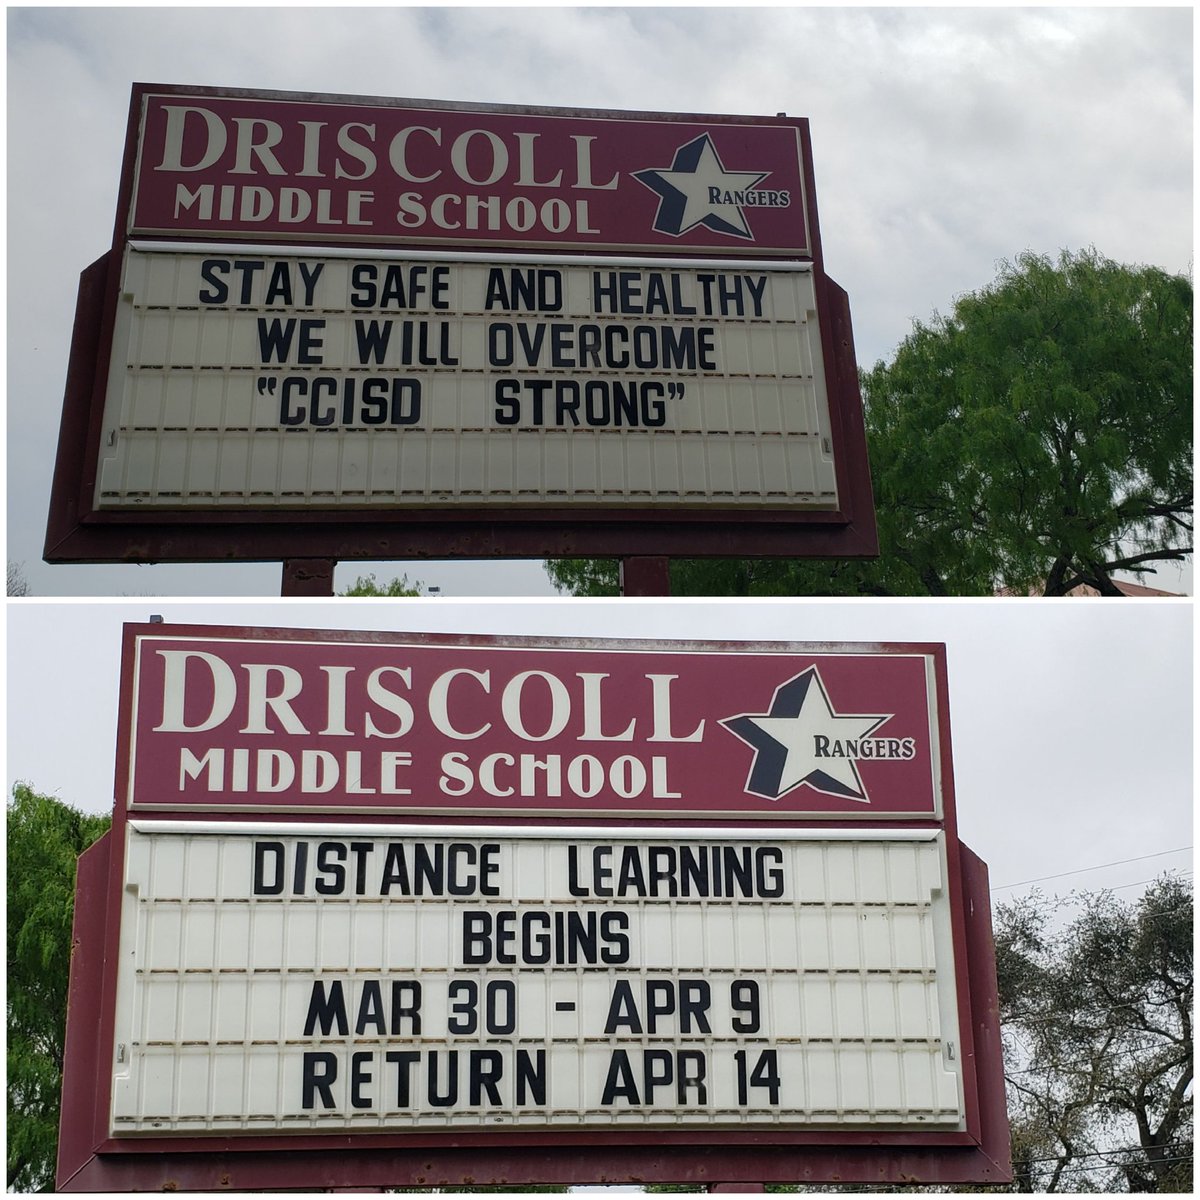 DRISCOLL
MIDDLE SCHOOL
RANGERS
STAY SAFE AND HEALTHY
WE WILL OVERCOME
"CCISD STRONG"
DRISCOLL
MIDDLE SCHOOL
RANGERS
DISTANCE LEARNING
BEGINS
MAR 30 - APR 9
RETURN APR 14